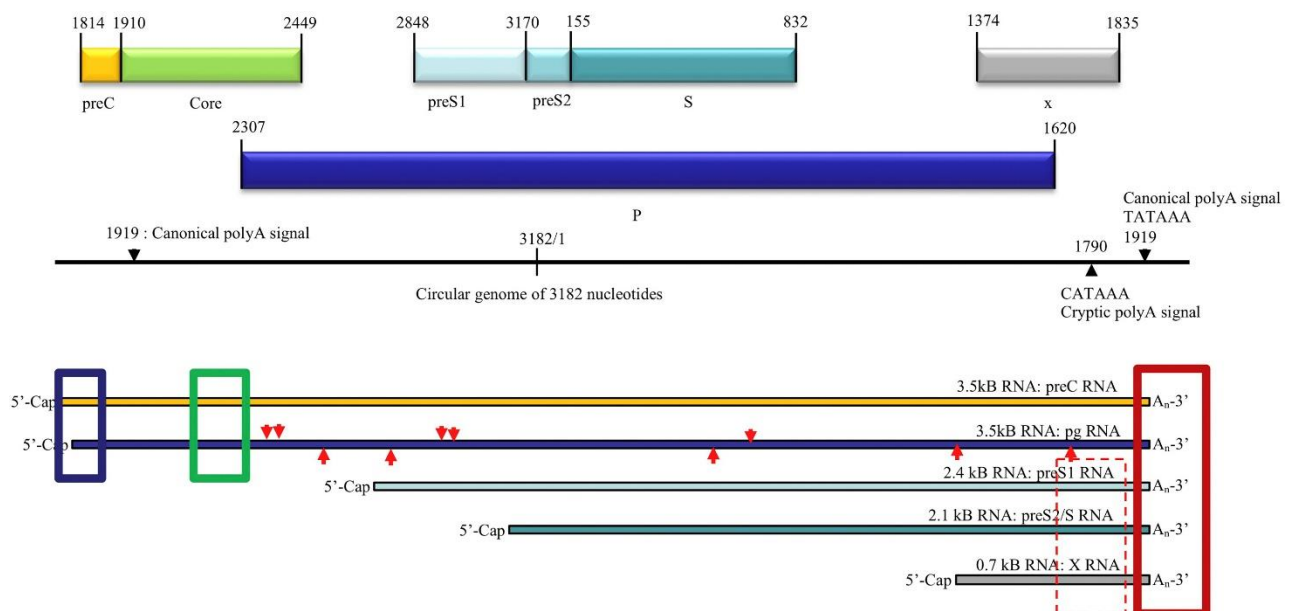 1814 1910 2449 2848 3170 155 832 1374 1835
preC Core preS1 preS2 S x
2307 1620
P
Canonical polyA signal
TATAAA
1919 : Canonical polyA signal 3182/1 1790 1919
Circular genome of 3182 nucleotides CATAAA
Cryptic polyA signal
3.5kB RNA: preC RNA
5’-Cap Aₙ-3’
3.5kB RNA: pg RNA
5’-Cap Aₙ-3’
2.4 kB RNA: preS1 RNA
5’-Cap Aₙ-3’
2.1 kB RNA: preS2/S RNA
5’-Cap Aₙ-3’
0.7 kB RNA: X RNA
5’-Cap Aₙ-3’